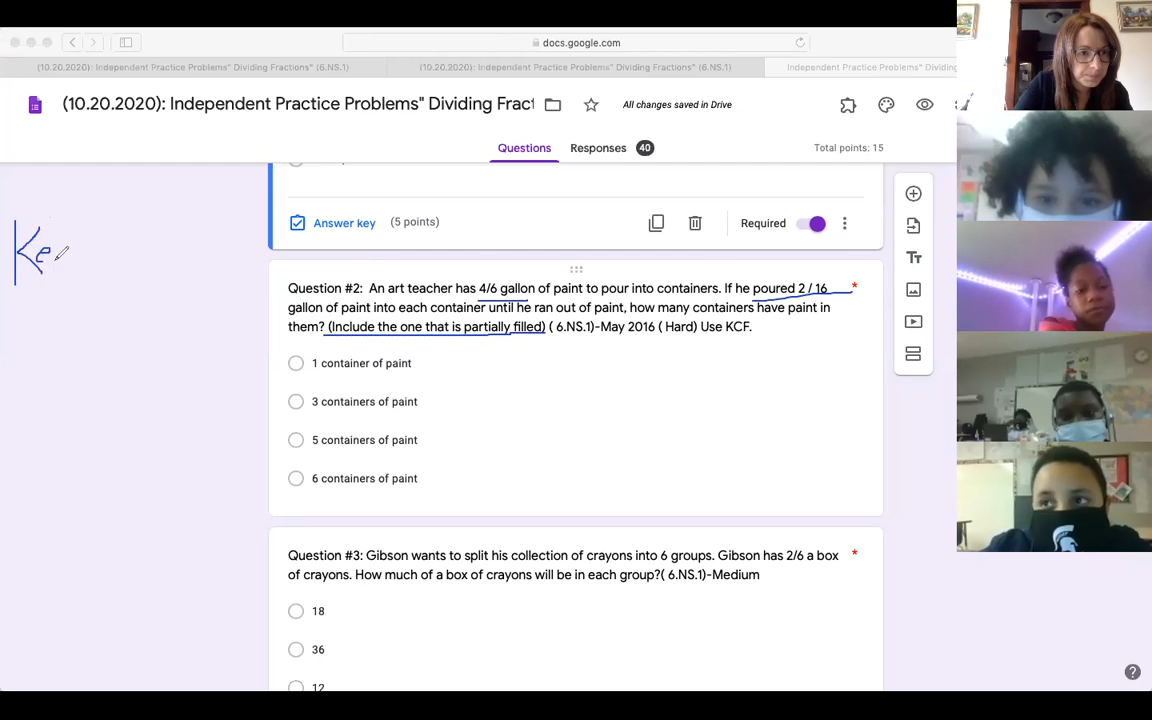 docs.google.com
(10.20.2020): Independent Practice Problems" Dividing Fractions" (6.NS.1)
(10.20.2020): Independent Practice Problems" Dividing Fractions" (6.NS.1)
(10.20.2020): Independent Practice Problems" Dividing
(10.20.2020): Independent Practice Problems" Dividing Fract
All changes saved in Drive
Questions
Responses 40
Total points: 15
Answer key (5 points)
Required
Ke
Question #2: An art teacher has 4/6 gallon of paint to pour into containers. If he poured 2 / 16 *
gallon of paint into each container until he ran out of paint, how many containers have paint in
them? (Include the one that is partially filled) ( 6.NS.1)-May 2016 ( Hard) Use KCF.
1 container of paint
3 containers of paint
5 containers of paint
6 containers of paint
Question #3: Gibson wants to split his collection of crayons into 6 groups. Gibson has 2/6 a box *
of crayons. How much of a box of crayons will be in each group?( 6.NS.1)-Medium
18
36
12